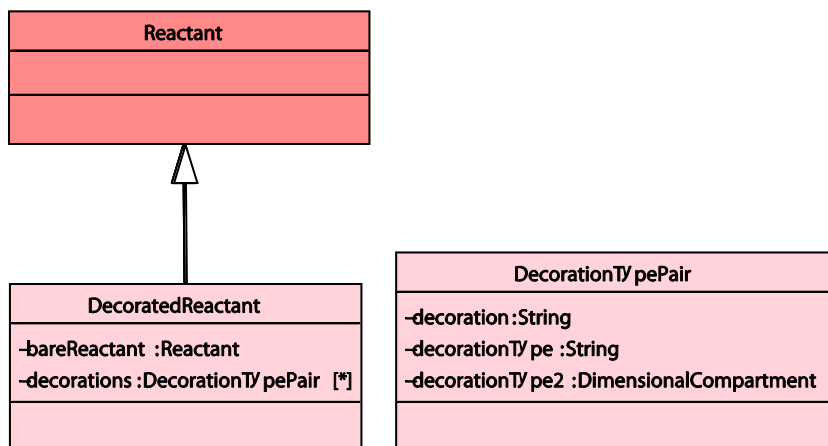 Reactant
DecoratedReactant
-bareReactant :Reactant
-decorations :DecorationTypePair [*]
DecorationTypePair
-decoration :String
-decorationType :String
-decorationType2 :DimensionalCompartment